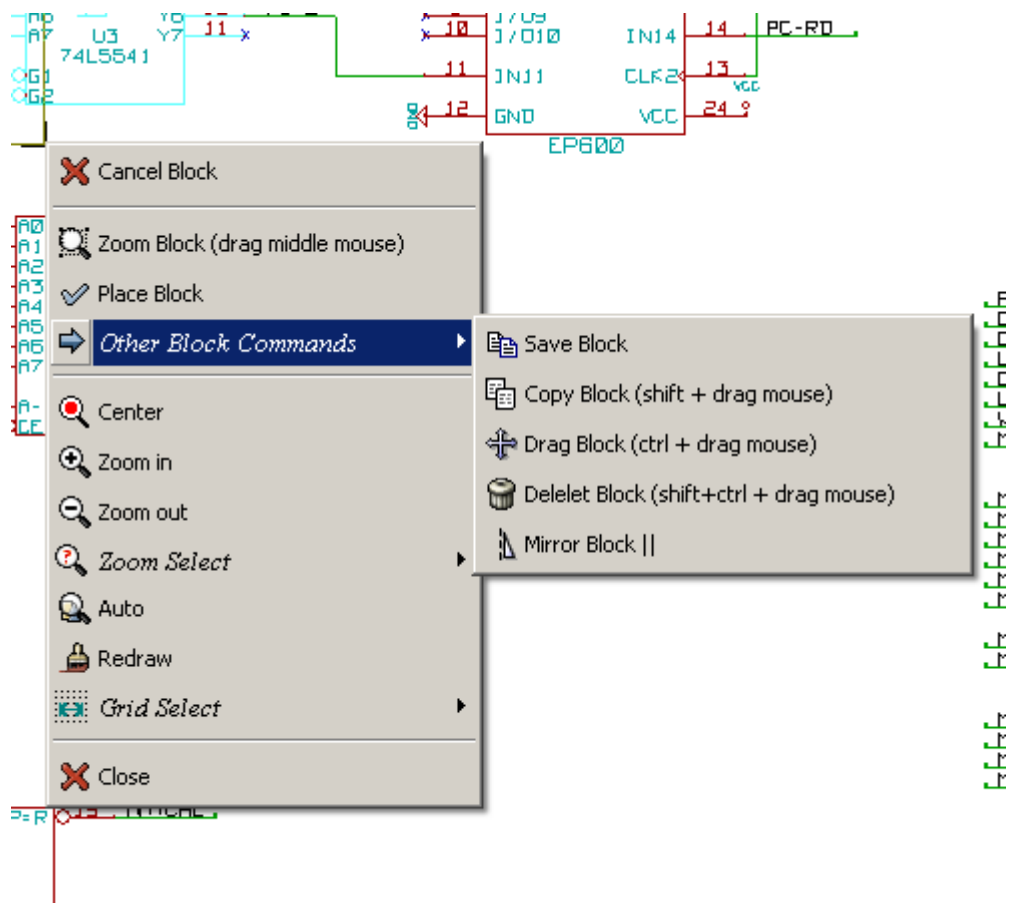 A6 Y6
A7 U3 Y7 11 x x 10 I/O10 IN14 14 PC-RD
74LS541
G1 11 IN11 CLK2 13
G2 VCC
GND 12 GND VCC 24
EP600
Cancel Block
A0
A1 Zoom Block (drag middle mouse)
A2
A3 Place Block
A4
A5
A6 Other Block Commands Save Block
A7
Copy Block (shift + drag mouse)
A- Center
CE Drag Block (ctrl + drag mouse)
Zoom in
Delelet Block (shift+ctrl + drag mouse)
Zoom out
Mirror Block ||
Zoom Select
Auto
Redraw
Grid Select
Close
P=R